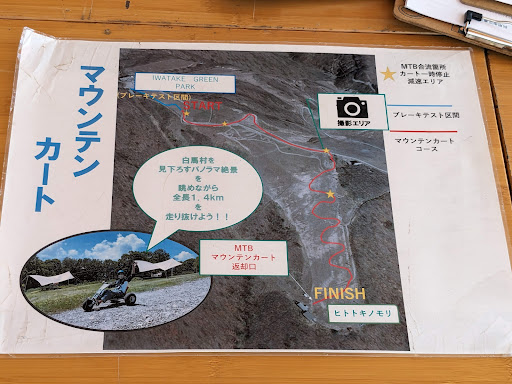 マウンテン
カート
IWATAKE GREEN
PARK
(ブレーキテスト区間)
START
撮影エリア
MTB合流箇所
カート一時停止
減速エリア
ブレーキテスト区間
マウンテンカート
コース
白馬村を
見下ろすパノラマ絶景
を
眺めながら
全長1.4km
を
走り抜けよう!!
MTB
マウンテンカート
返却口
FINISH
ヒトトキノモリ